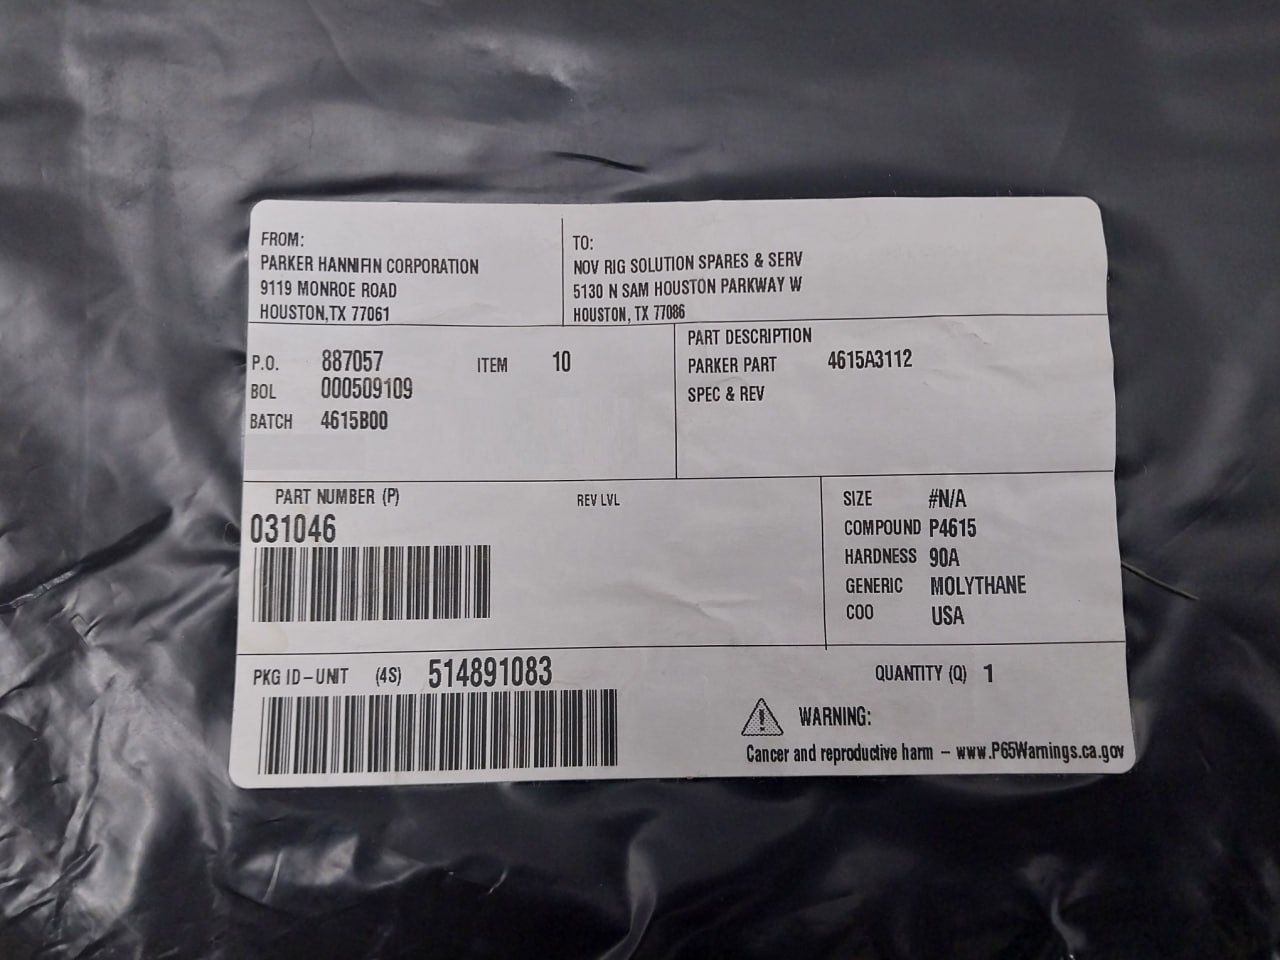 FROM:
PARKER HANNIFIN CORPORATION
9119 MONROE ROAD
HOUSTON,TX 77061
TO:
NOV RIG SOLUTION SPARES & SERV
5130 N SAM HOUSTON PARKWAY W
HOUSTON, TX 77086
P.O. 887057 ITEM 10
BOL 000509109
BATCH 4615B00
PART DESCRIPTION
PARKER PART 4615A3112
SPEC & REV
PART NUMBER (P) REV LVL
031046
SIZE #N/A
COMPOUND P4615
HARDNESS 90A
GENERIC MOLYTHANE
COO USA
PKG ID-UNIT (4S) 514891083
QUANTITY (Q) 1
WARNING:
Cancer and reproductive harm - www.P65Warnings.ca.gov